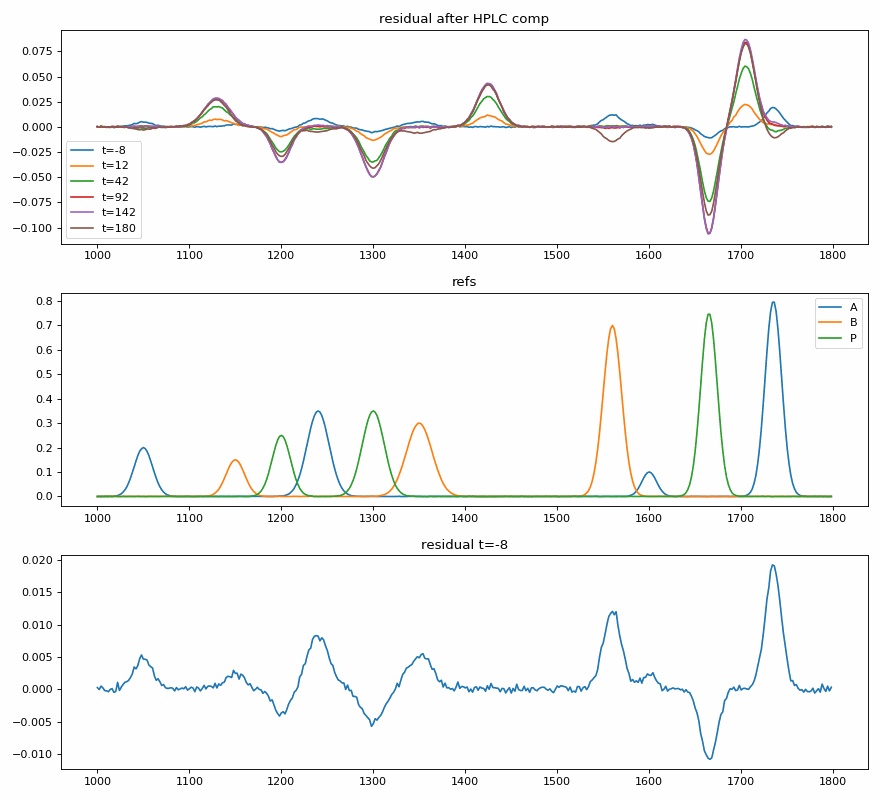 residual after HPLC comp
0.075
0.050
0.025
0.000
−0.025
−0.050
−0.075
−0.100
t=-8
t=12
t=42
t=92
t=142
t=180
1000 1100 1200 1300 1400 1500 1600 1700 1800
refs
0.8
0.7
0.6
0.5
0.4
0.3
0.2
0.1
0.0
A
B
P
1000 1100 1200 1300 1400 1500 1600 1700 1800
residual t=-8
0.020
0.015
0.010
0.005
0.000
−0.005
−0.010
1000 1100 1200 1300 1400 1500 1600 1700 1800